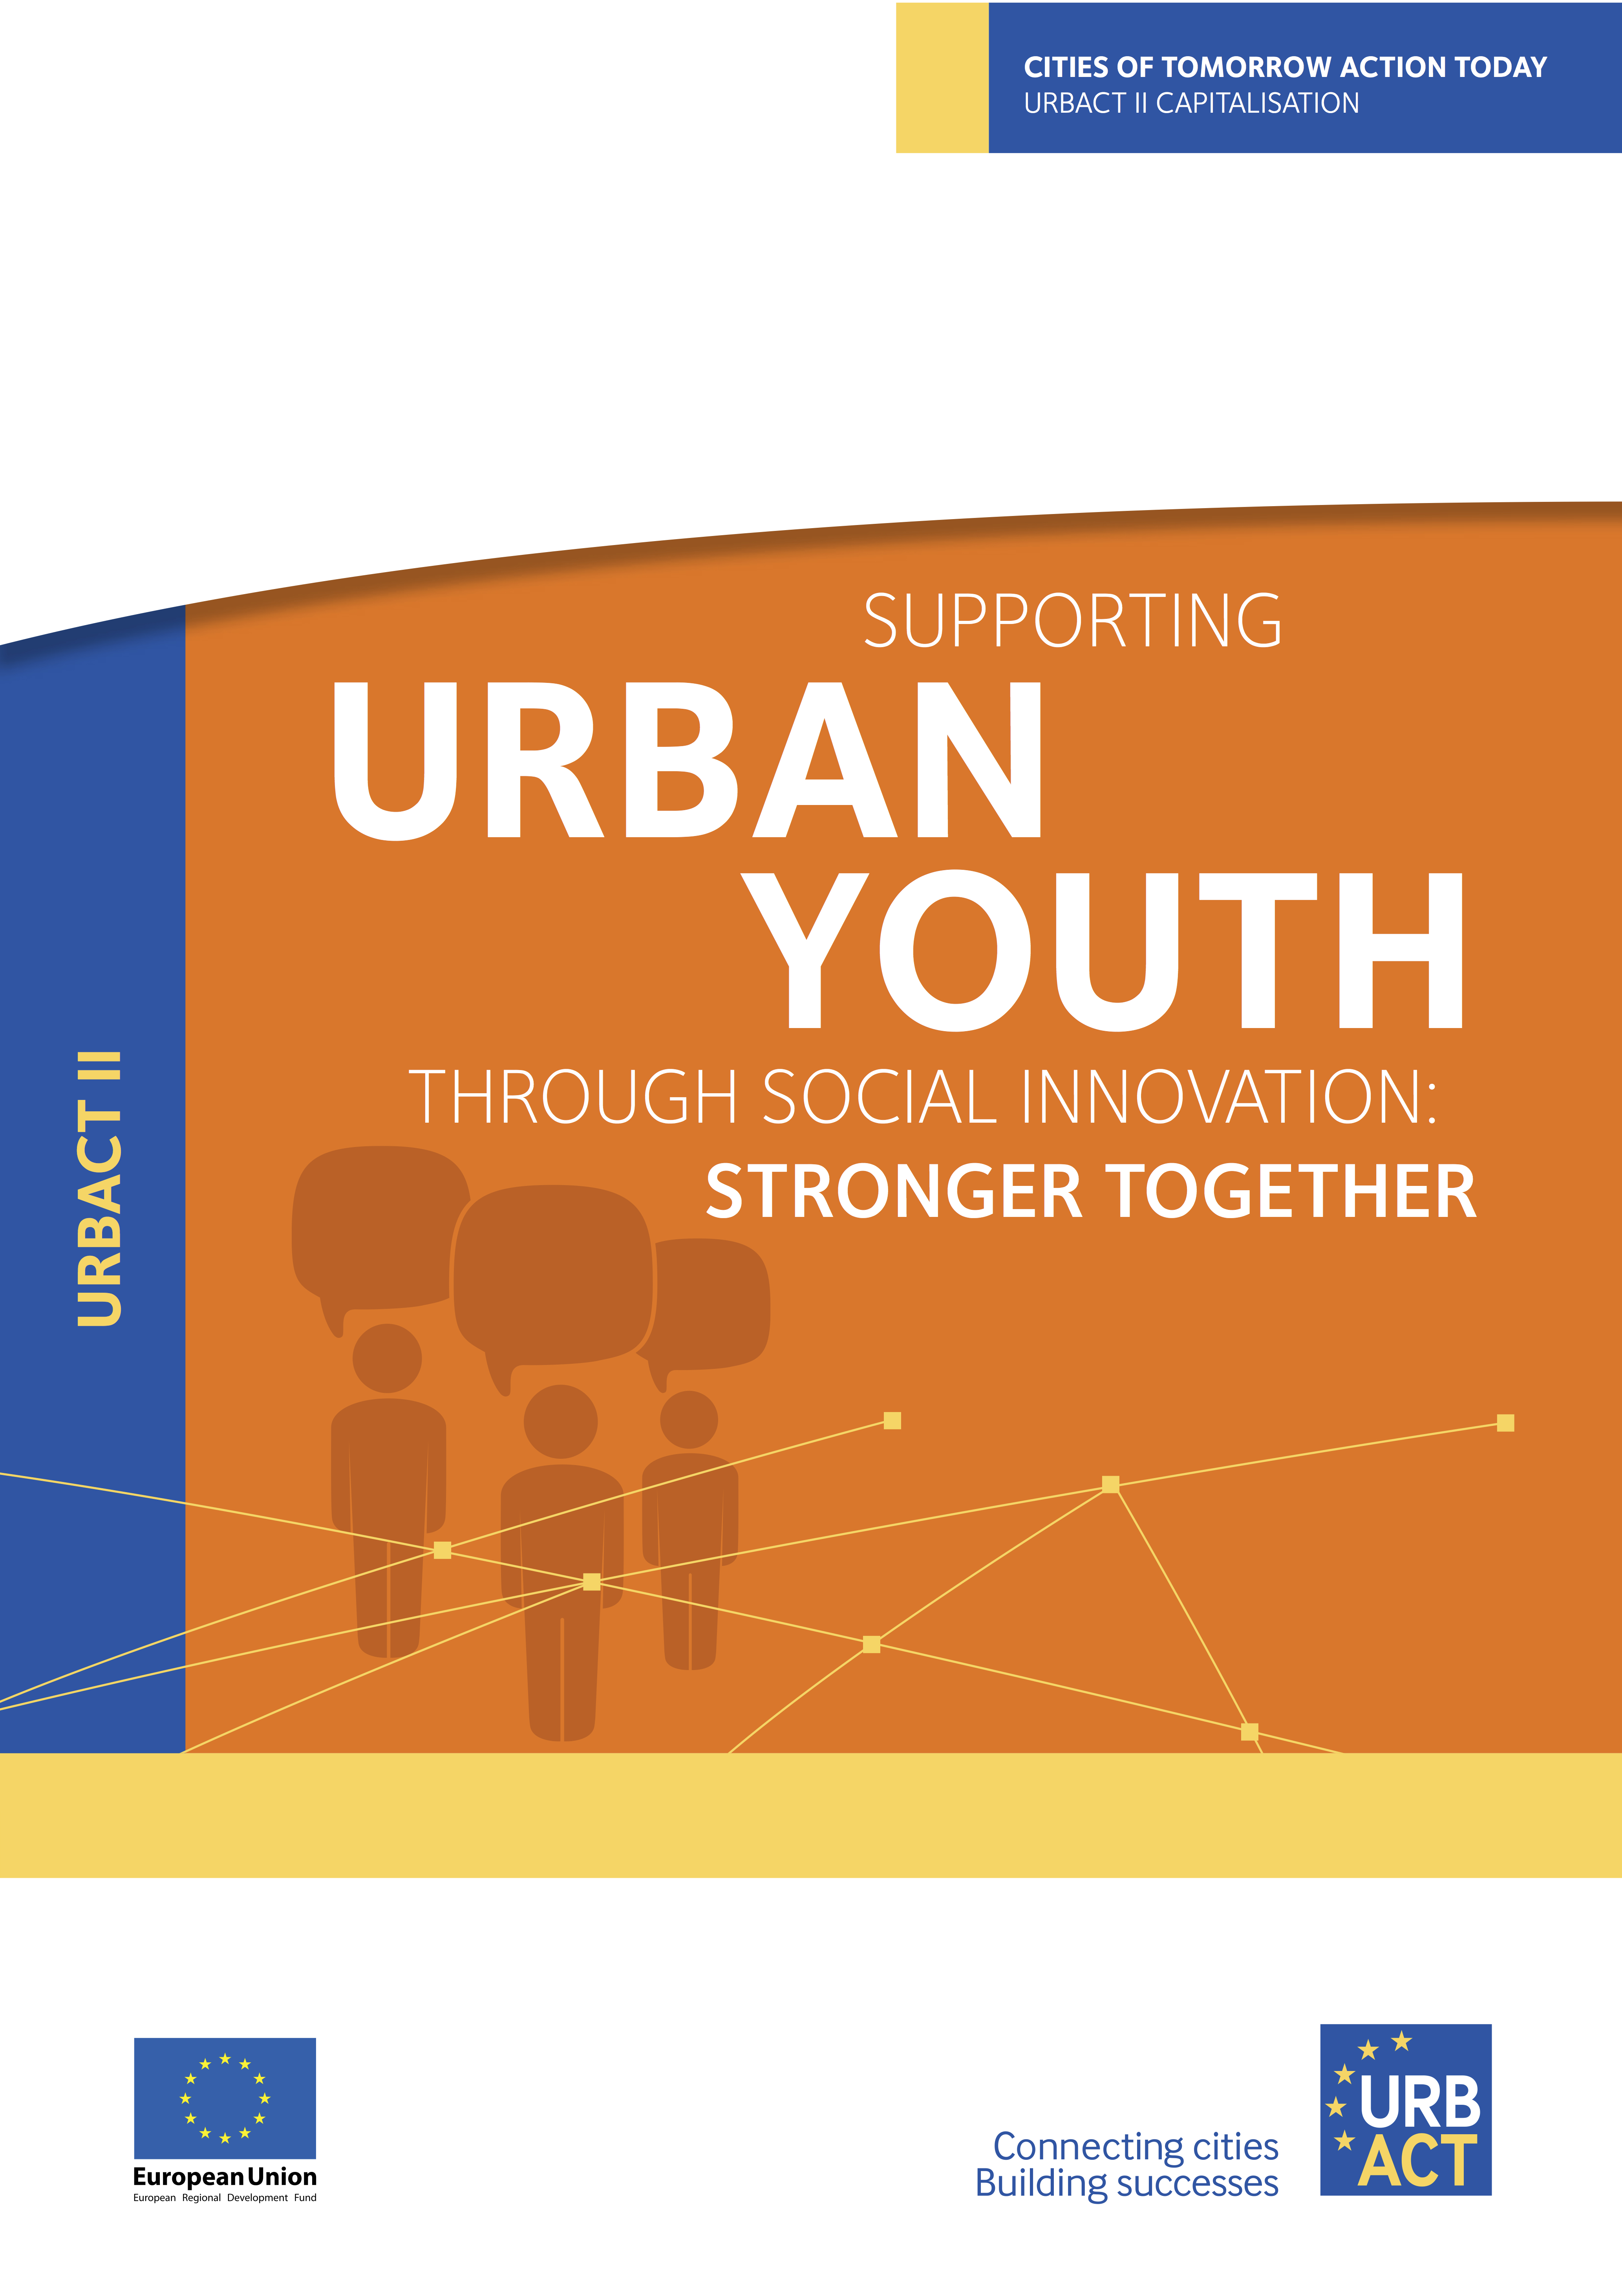 CITIES OF TOMORROW ACTION TODAY
URBACT II CAPITALISATION
SUPPORTING
URBAN
YOUTH
THROUGH SOCIAL INNOVATION:
STRONGER TOGETHER
URBACT II
European Union
European Regional Development Fund
Connecting cities
Building successes
URB
ACT